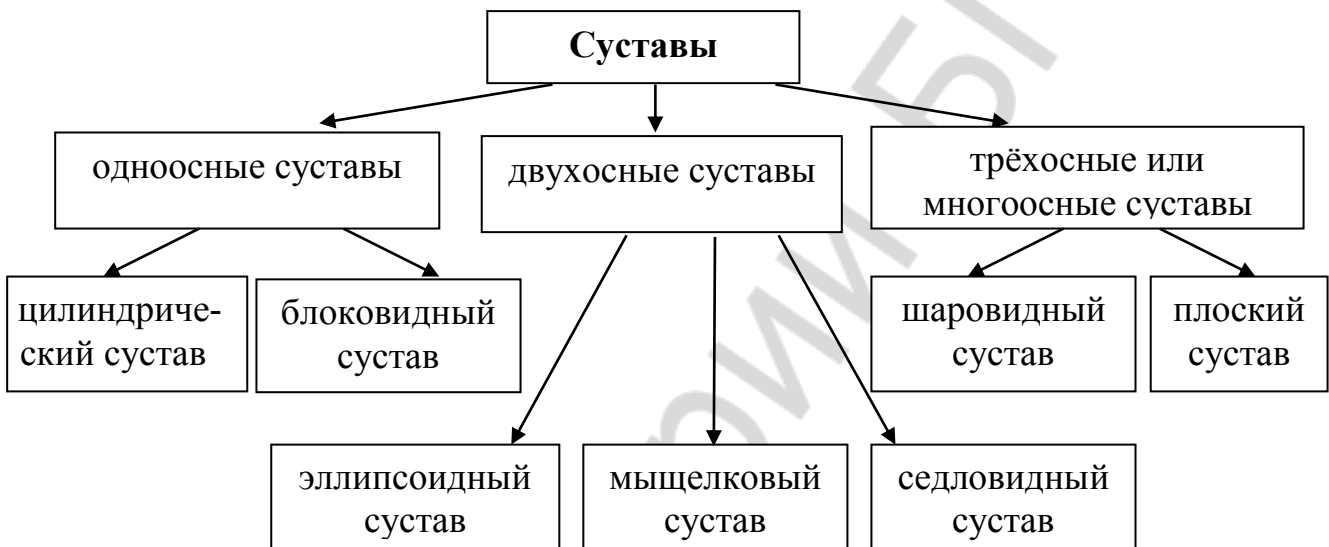 Суставы
одноосные суставы
двухосные суставы
трёхосные или
многоосные суставы
цилиндриче-
ский сустав
блоковидный
сустав
шаровидный
сустав
плоский
сустав
эллипсоидный
сустав
мыщелковый
сустав
седловидный
сустав